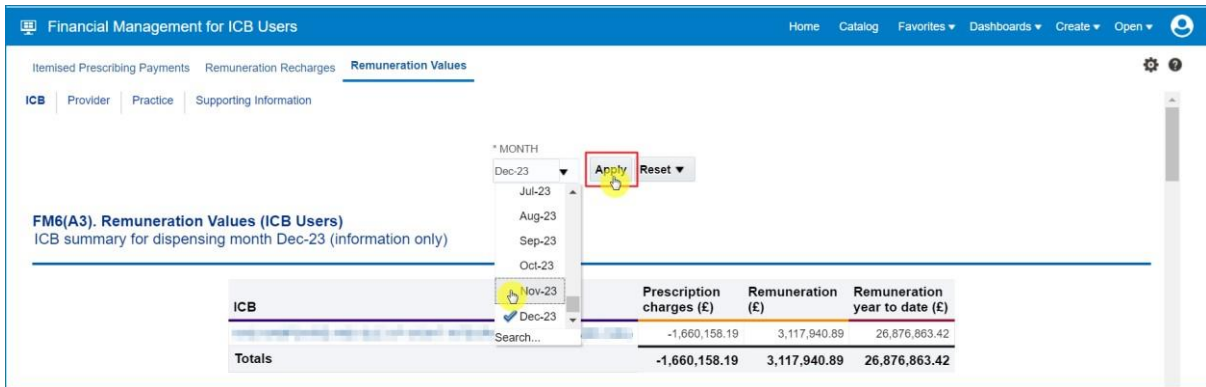 Financial Management for ICB Users
Home Catalog Favorites Dashboards Create Open
Itemised Prescribing Payments Remuneration Recharges Remuneration Values
ICB Provider Practice Supporting Information
* MONTH
Dec-23 Apply Reset
Jul-23
Aug-23
Sep-23
Oct-23
Nov-23
Dec-23
Search...
FM6(A3). Remuneration Values (ICB Users)
ICB summary for dispensing month Dec-23 (information only)
ICB Prescription charges (£) Remuneration (£) Remuneration year to date (£)
-1,660,158.19 3,117,940.89 26,876,863.42
Totals -1,660,158.19 3,117,940.89 26,876,863.42